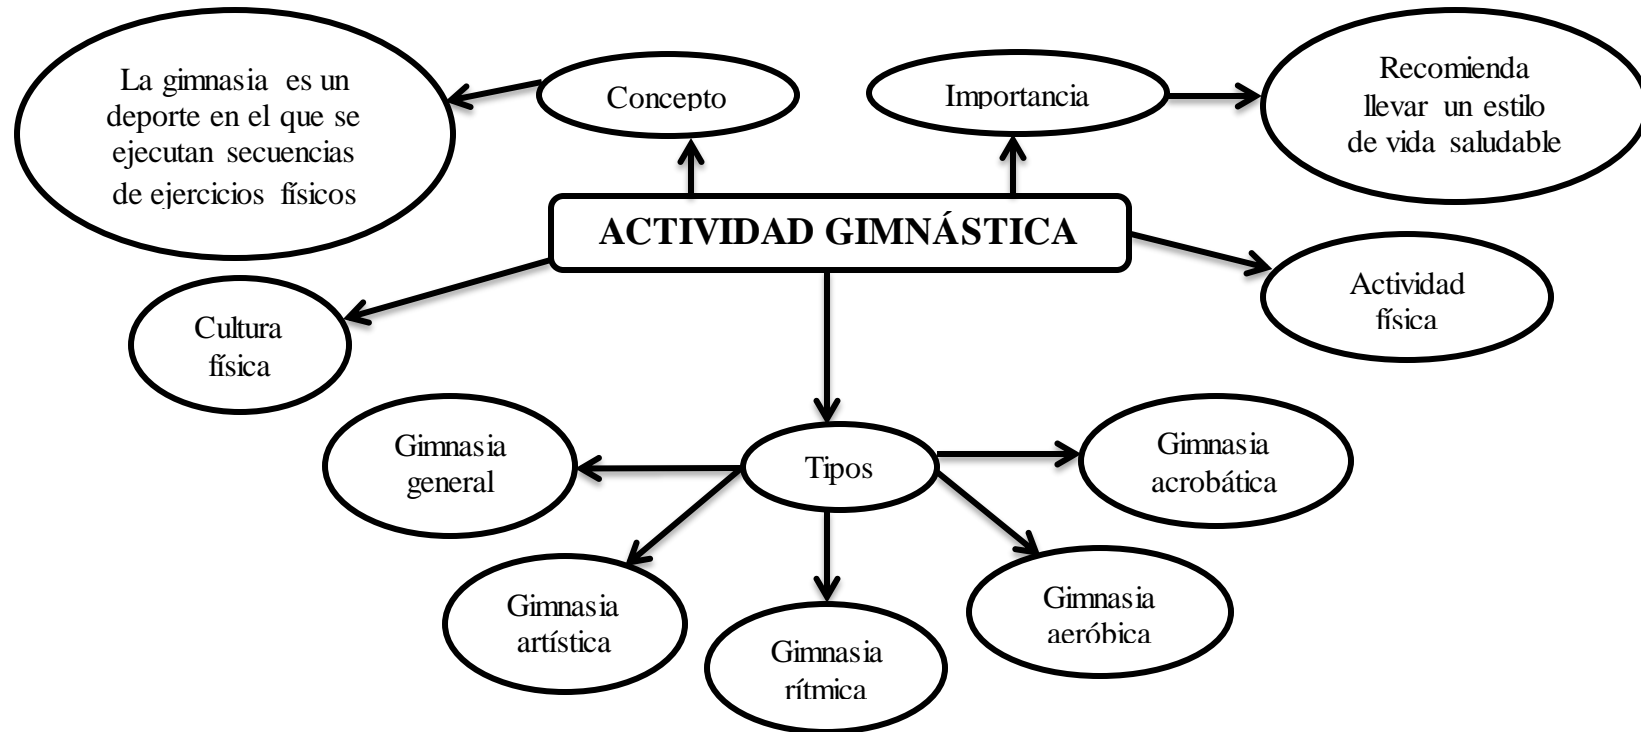 La gimnasia es un
deporte en el que se
ejecutan secuencias
de ejercicios físicos
Concepto
Importancia
Recomienda
llevar un estilo
de vida saludable
ACTIVIDAD GIMNÁSTICA
Cultura
física
Actividad
física
Tipos
Gimnasia
general
Gimnasia
artística
Gimnasia
rítmica
Gimnasia
aeróbica
Gimnasia
acrobática